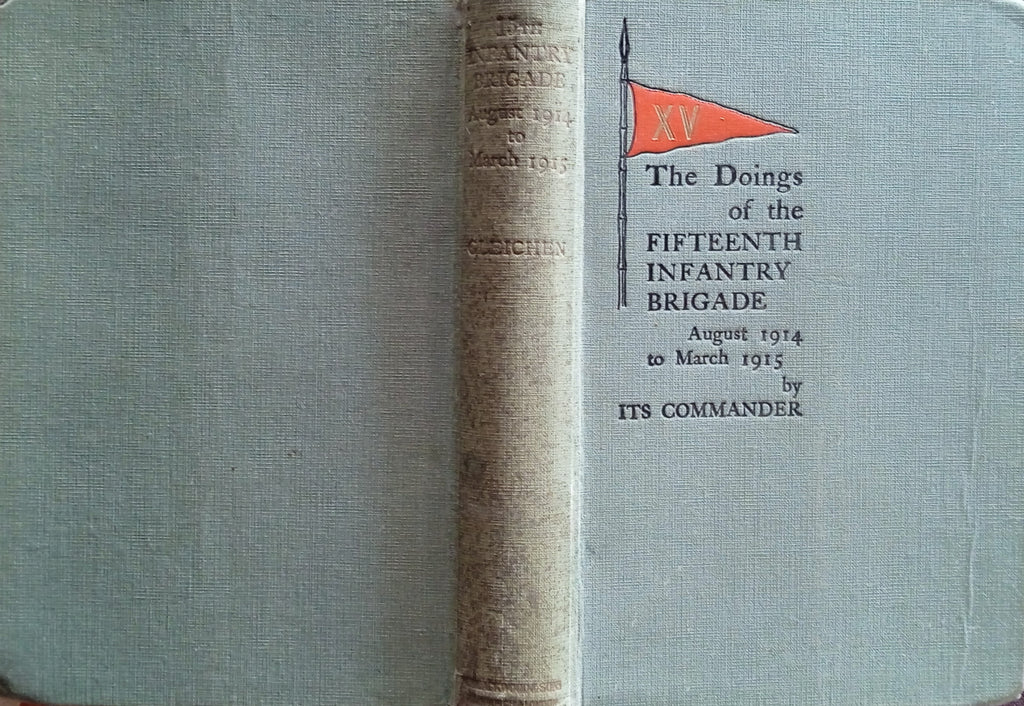 15TH
INFANTRY
BRIGADE
August 1914
to
March 1915
GLEICHEN
XV
The Doings
of the
FIFTEENTH
INFANTRY
BRIGADE
August 1914
to March 1915
by
ITS COMMANDER